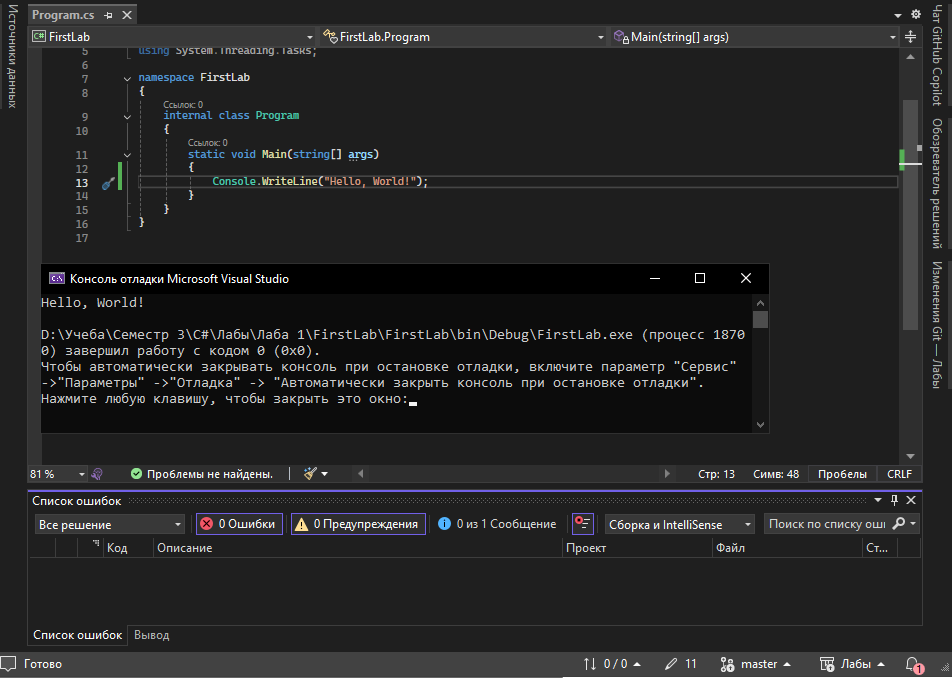 Источники данных
Program.cs
FirstLab
FirstLab.Program
Main(string[] args)
5 using System.Threading.Tasks;
6
7 namespace FirstLab
8 {
Ссылок: 0
9 internal class Program
10 {
Ссылок: 0
11 static void Main(string[] args)
12 {
13 Console.WriteLine("Hello, World!");
14 }
15 }
16 }
17
Консоль отладки Microsoft Visual Studio
Hello, World!
D:\Учеба\Семестр 3\C#\Лабы\Лаба 1\FirstLab\FirstLab\bin\Debug\FirstLab.exe (процесс 1870
0) завершил работу с кодом 0 (0x0).
Чтобы автоматически закрывать консоль при остановке отладки, включите параметр "Сервис"
->"Параметры" ->"Отладка" -> "Автоматически закрыть консоль при остановке отладки".
Нажмите любую клавишу, чтобы закрыть это окно:
81 %
Проблемы не найдены.
Стр: 13
Симв: 48
Пробелы
CRLF
Список ошибок
Все решение
0 Ошибки
0 Предупреждения
0 из 1 Сообщение
Сборка и IntelliSense
Поиск по списку оши
Код
Описание
Проект
Файл
Ст...
Список ошибок
Вывод
Готово
0 / 0
11
master
Лабы
1
Чат GitHub Copilot
Обозреватель решений
Изменения Git — Лабы